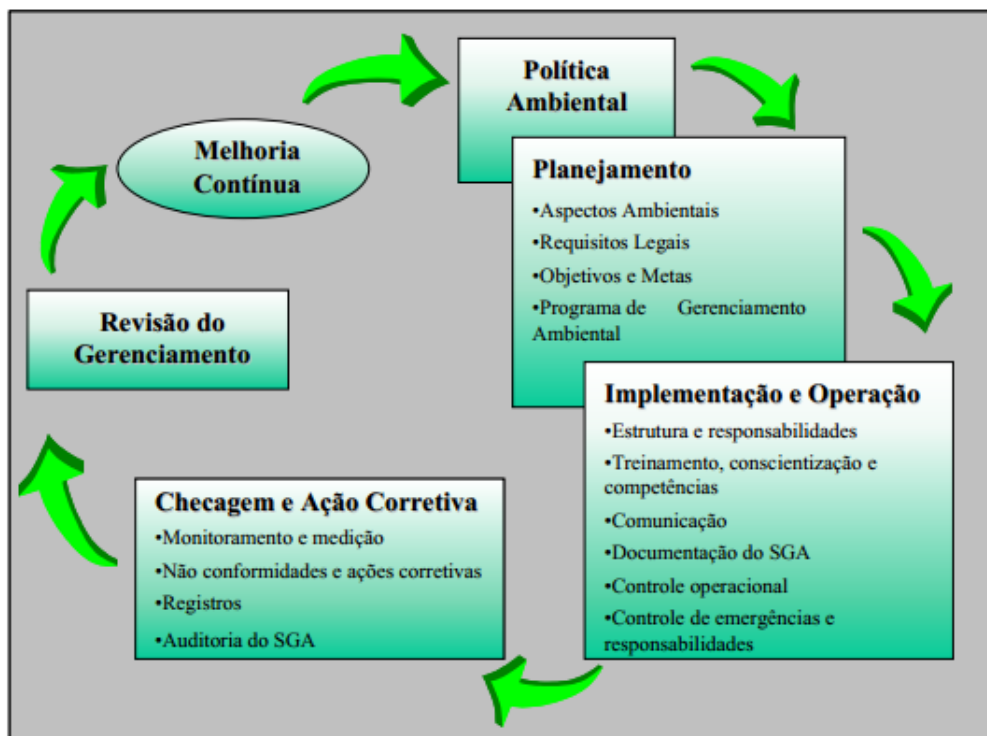 Política
Ambiental
Melhoria
Contínua
Planejamento
•Aspectos Ambientais
•Requisitos Legais
•Objetivos e Metas
•Programa de Gerenciamento
Ambiental
Revisão do
Gerenciamento
Implementação e Operação
•Estrutura e responsabilidades
•Treinamento, conscientização e
competências
•Comunicação
•Documentação do SGA
•Controle operacional
•Controle de emergências e
responsabilidades
Checagem e Ação Corretiva
•Monitoramento e medição
•Não conformidades e ações corretivas
•Registros
•Auditoria do SGA